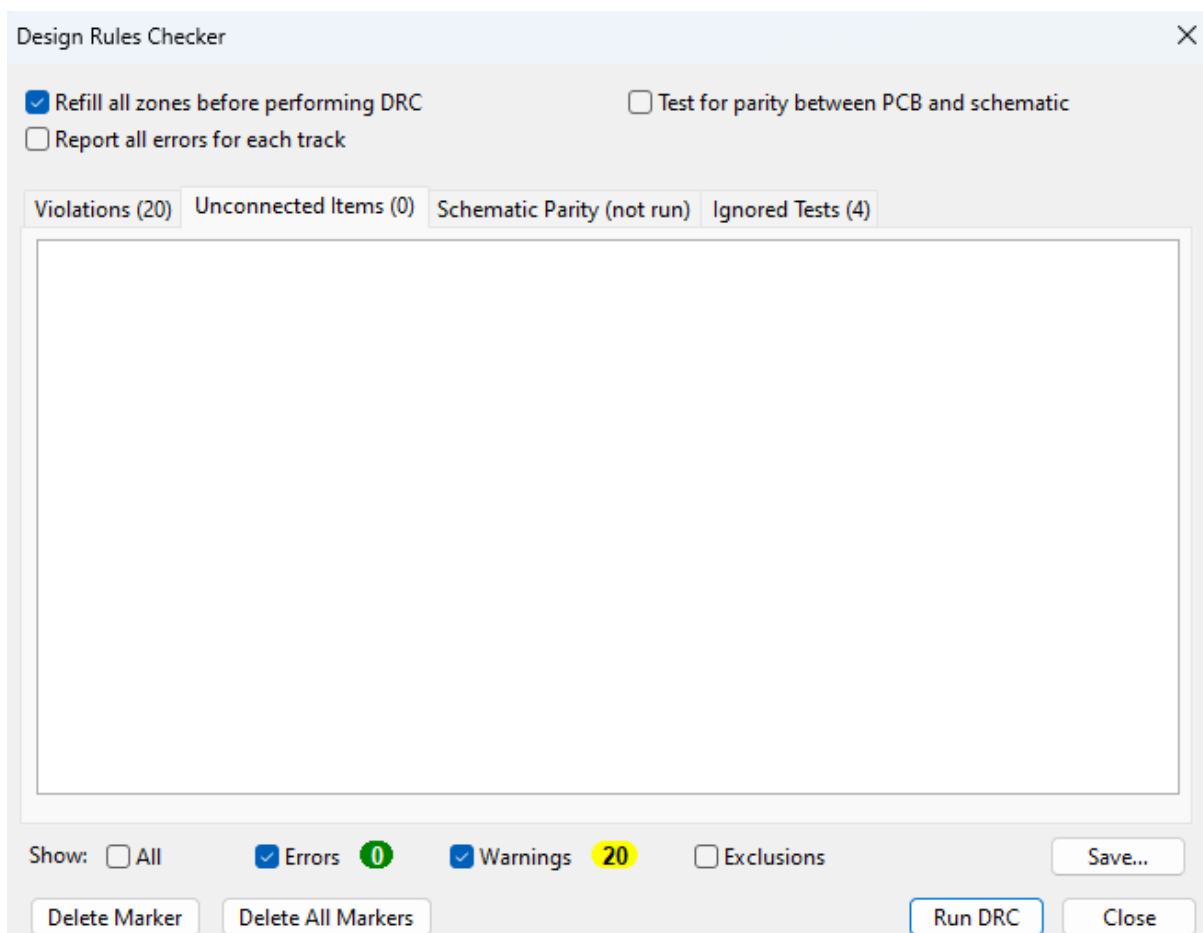 Design Rules Checker
Refill all zones before performing DRC
Test for parity between PCB and schematic
Report all errors for each track
Violations (20) Unconnected Items (0) Schematic Parity (not run) Ignored Tests (4)
Show: All Errors 0 Warnings 20 Exclusions Save...
Delete Marker Delete All Markers Run DRC Close